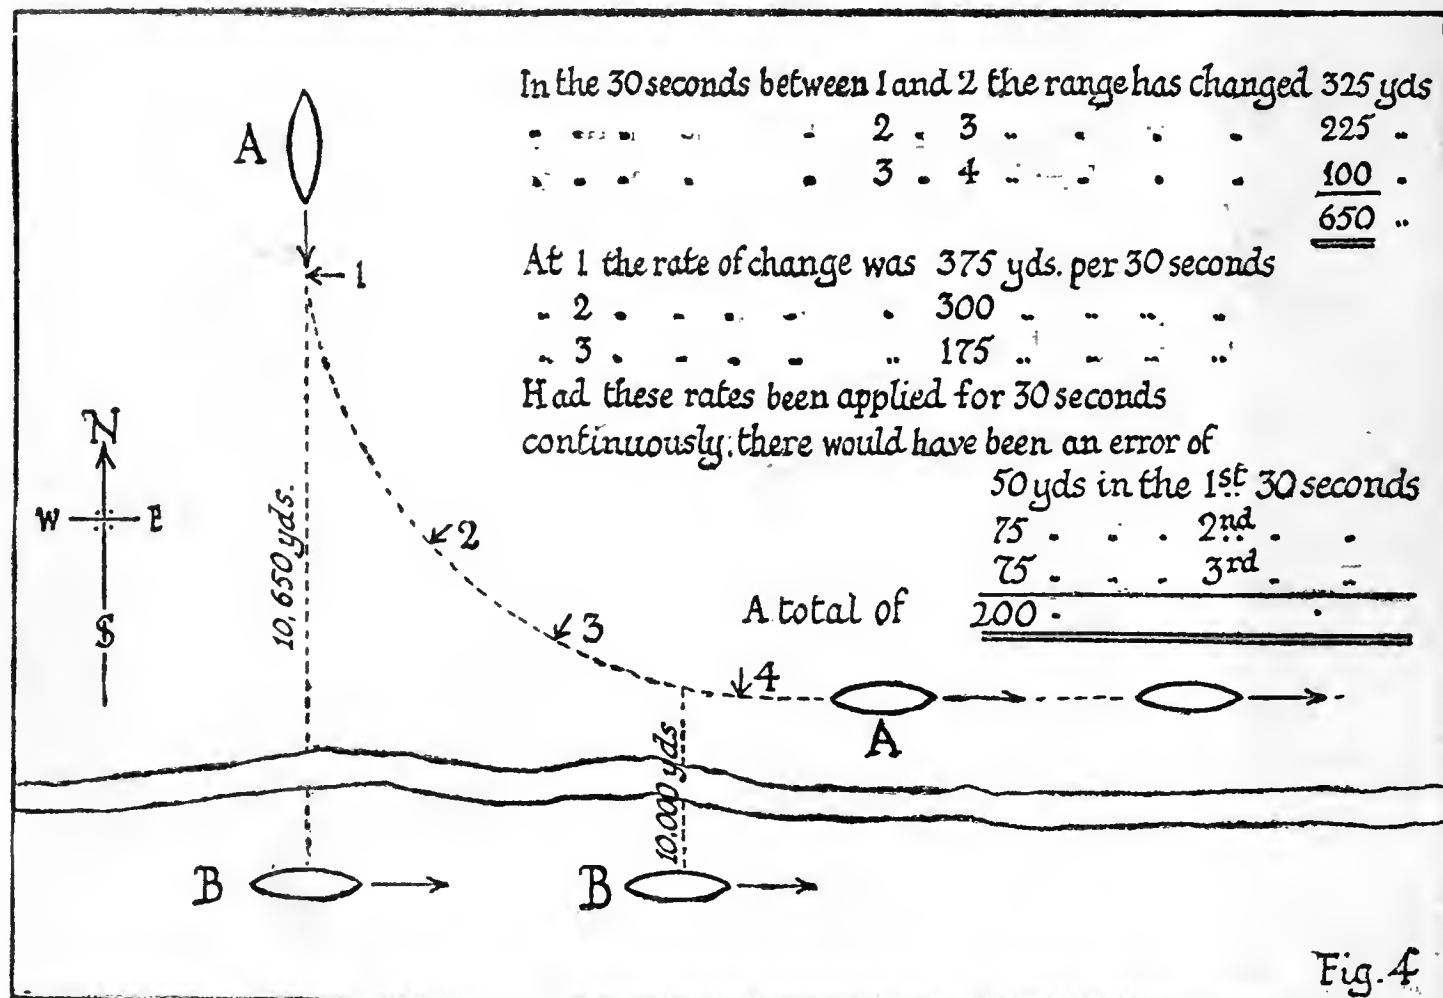 In the 30 seconds between 1 and 2 the range has changed 325 yds
" " " " " 2 " 3 " " " " 225 "
" " " " " 3 " 4 " " " " 100 "
650 "
At 1 the rate of change was 375 yds. per 30 seconds
" 2 " " " " " 300 " " " "
" 3 " " " " " 175 " " " "
Had these rates been applied for 30 seconds
continuously; there would have been an error of
50 yds in the 1st 30 seconds
75 " " " 2nd " "
75 " " " 3rd " "
A total of 200 " "
A
1
N
W E
S
10,650 yds.
2
3
4
A
10,000 yds
B
B
Fig. 4